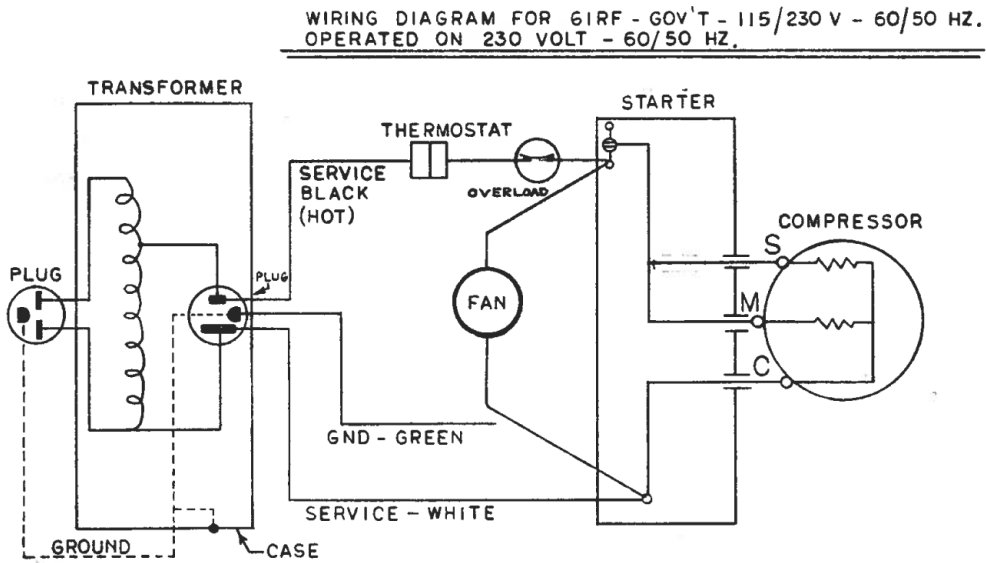 WIRING DIAGRAM FOR 61RF - GOV'T - 115/230 V - 60/50 HZ.
OPERATED ON 230 VOLT - 60/50 HZ.
TRANSFORMER
STARTER
THERMOSTAT
SERVICE
BLACK
(HOT)
OVERLOAD
COMPRESSOR
S
PLUG
PLUG
FAN
M
C
GND - GREEN
SERVICE - WHITE
GROUND
CASE